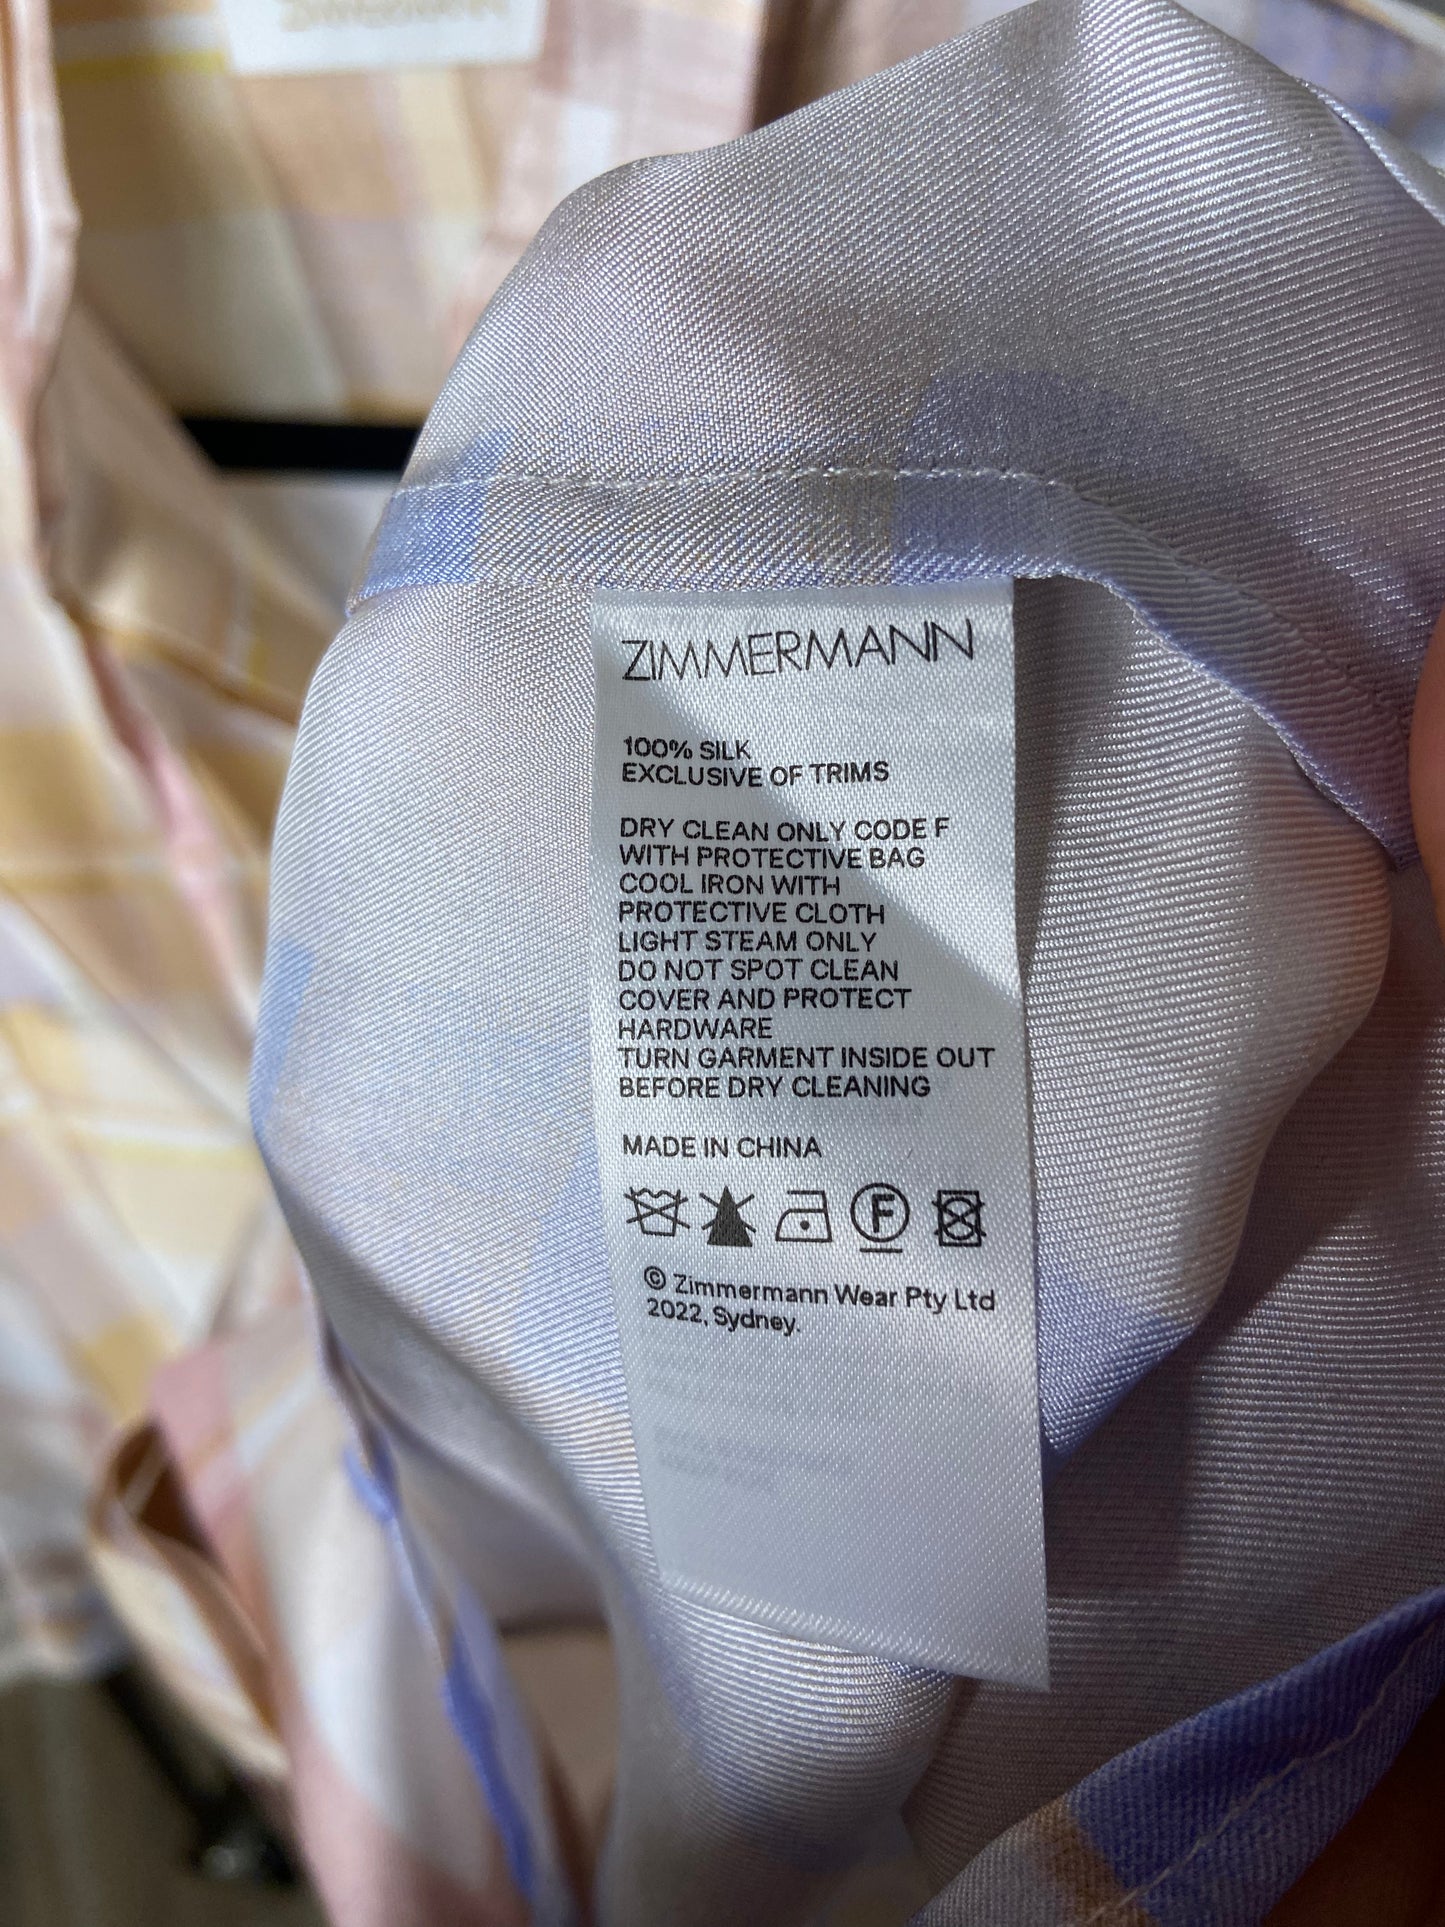 ZIMMERMANN
ZIMMERMANN
100% SILK
EXCLUSIVE OF TRIMS
DRY CLEAN ONLY CODE F
WITH PROTECTIVE BAG
COOL IRON WITH
PROTECTIVE CLOTH
LIGHT STEAM ONLY
DO NOT SPOT CLEAN
COVER AND PROTECT
HARDWARE
TURN GARMENT INSIDE OUT
BEFORE DRY CLEANING
MADE IN CHINA
F
© Zimmermann Wear Pty Ltd
2022, Sydney.